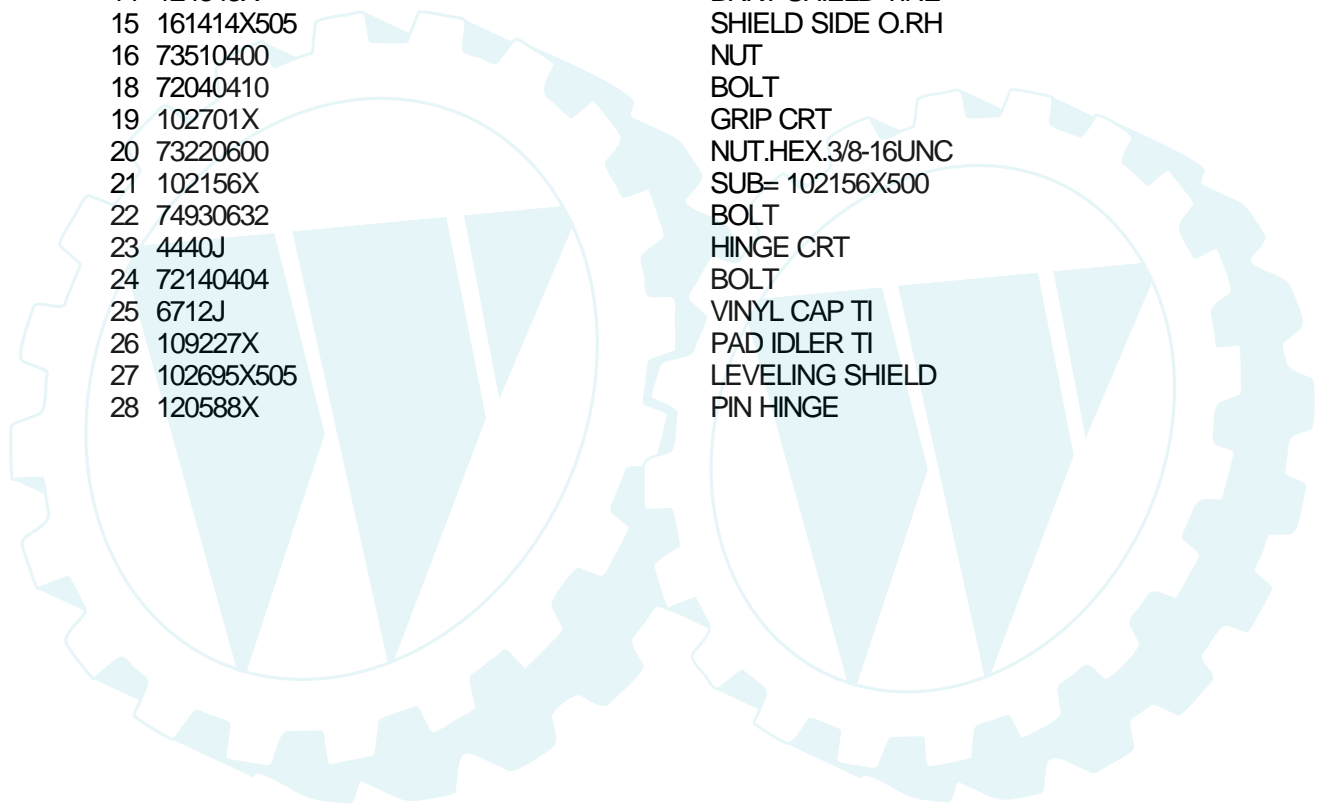 15 161414X505 SHIELD SIDE O.RH
16 73510400 NUT
18 72040410 BOLT
19 102701X GRIP CRT
20 73220600 NUT.HEX.3/8-16UNC
21 102156X SUB= 102156X500
22 74930632 BOLT
23 4440J HINGE CRT
24 72140404 BOLT
25 6712J VINYL CAP TI
26 109227X PAD IDLER TI
27 102695X505 LEVELING SHIELD
28 120588X PIN HINGE